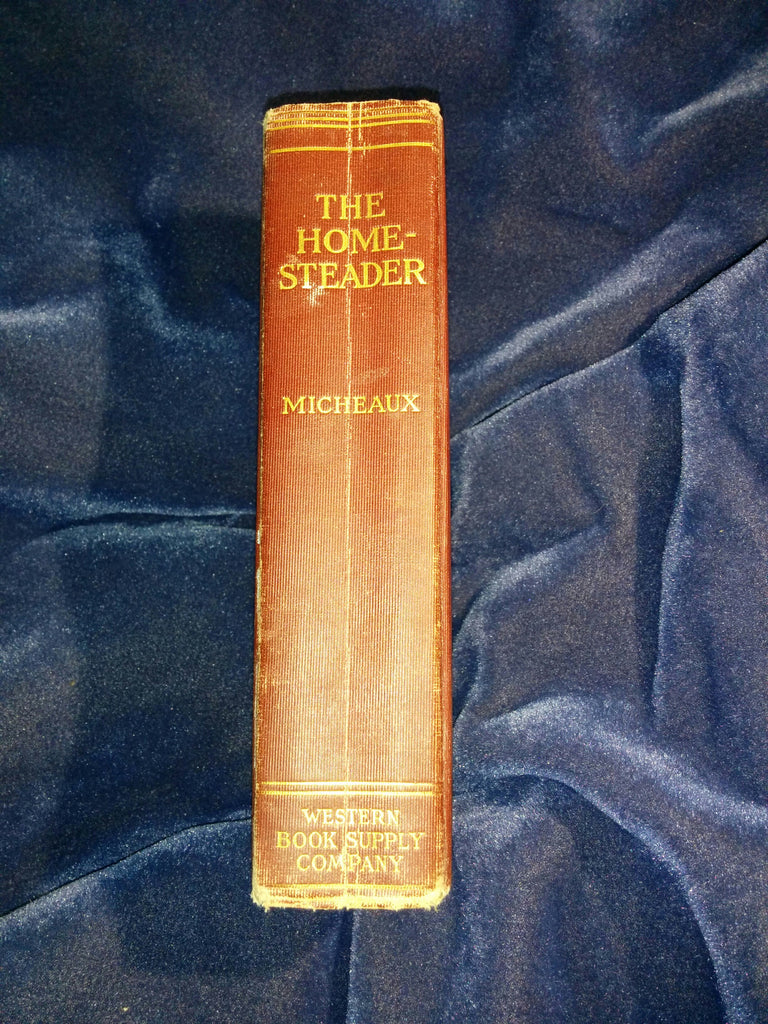 THE
HOME-
STEADER
MICHEAUX
WESTERN
BOOK SUPPLY
COMPANY